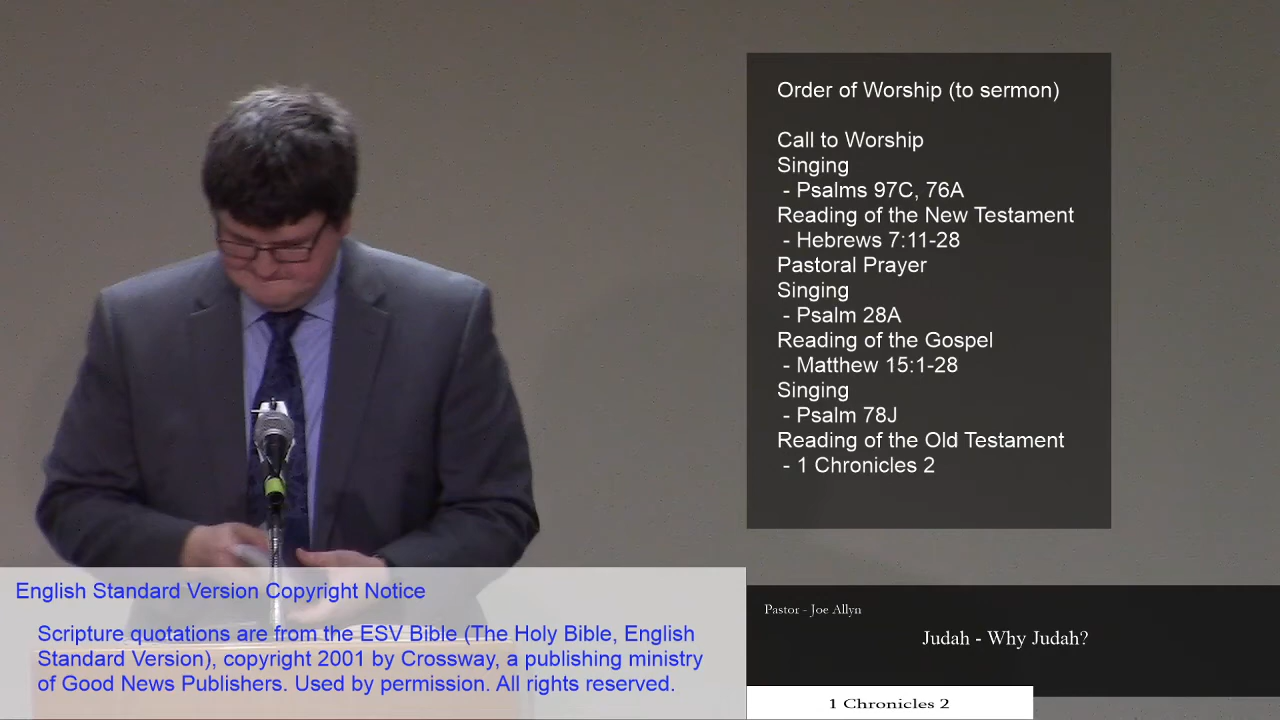 Order of Worship (to sermon)
Call to Worship
Singing
- Psalms 97C, 76A
Reading of the New Testament
- Hebrews 7:11-28
Pastoral Prayer
Singing
- Psalm 28A
Reading of the Gospel
- Matthew 15:1-28
Singing
- Psalm 78J
Reading of the Old Testament
- 1 Chronicles 2
English Standard Version Copyright Notice
Scripture quotations are from the ESV Bible (The Holy Bible, English
Standard Version), copyright 2001 by Crossway, a publishing ministry
of Good News Publishers. Used by permission. All rights reserved.
Pastor - Joe Allyn
Judah - Why Judah?
1 Chronicles 2